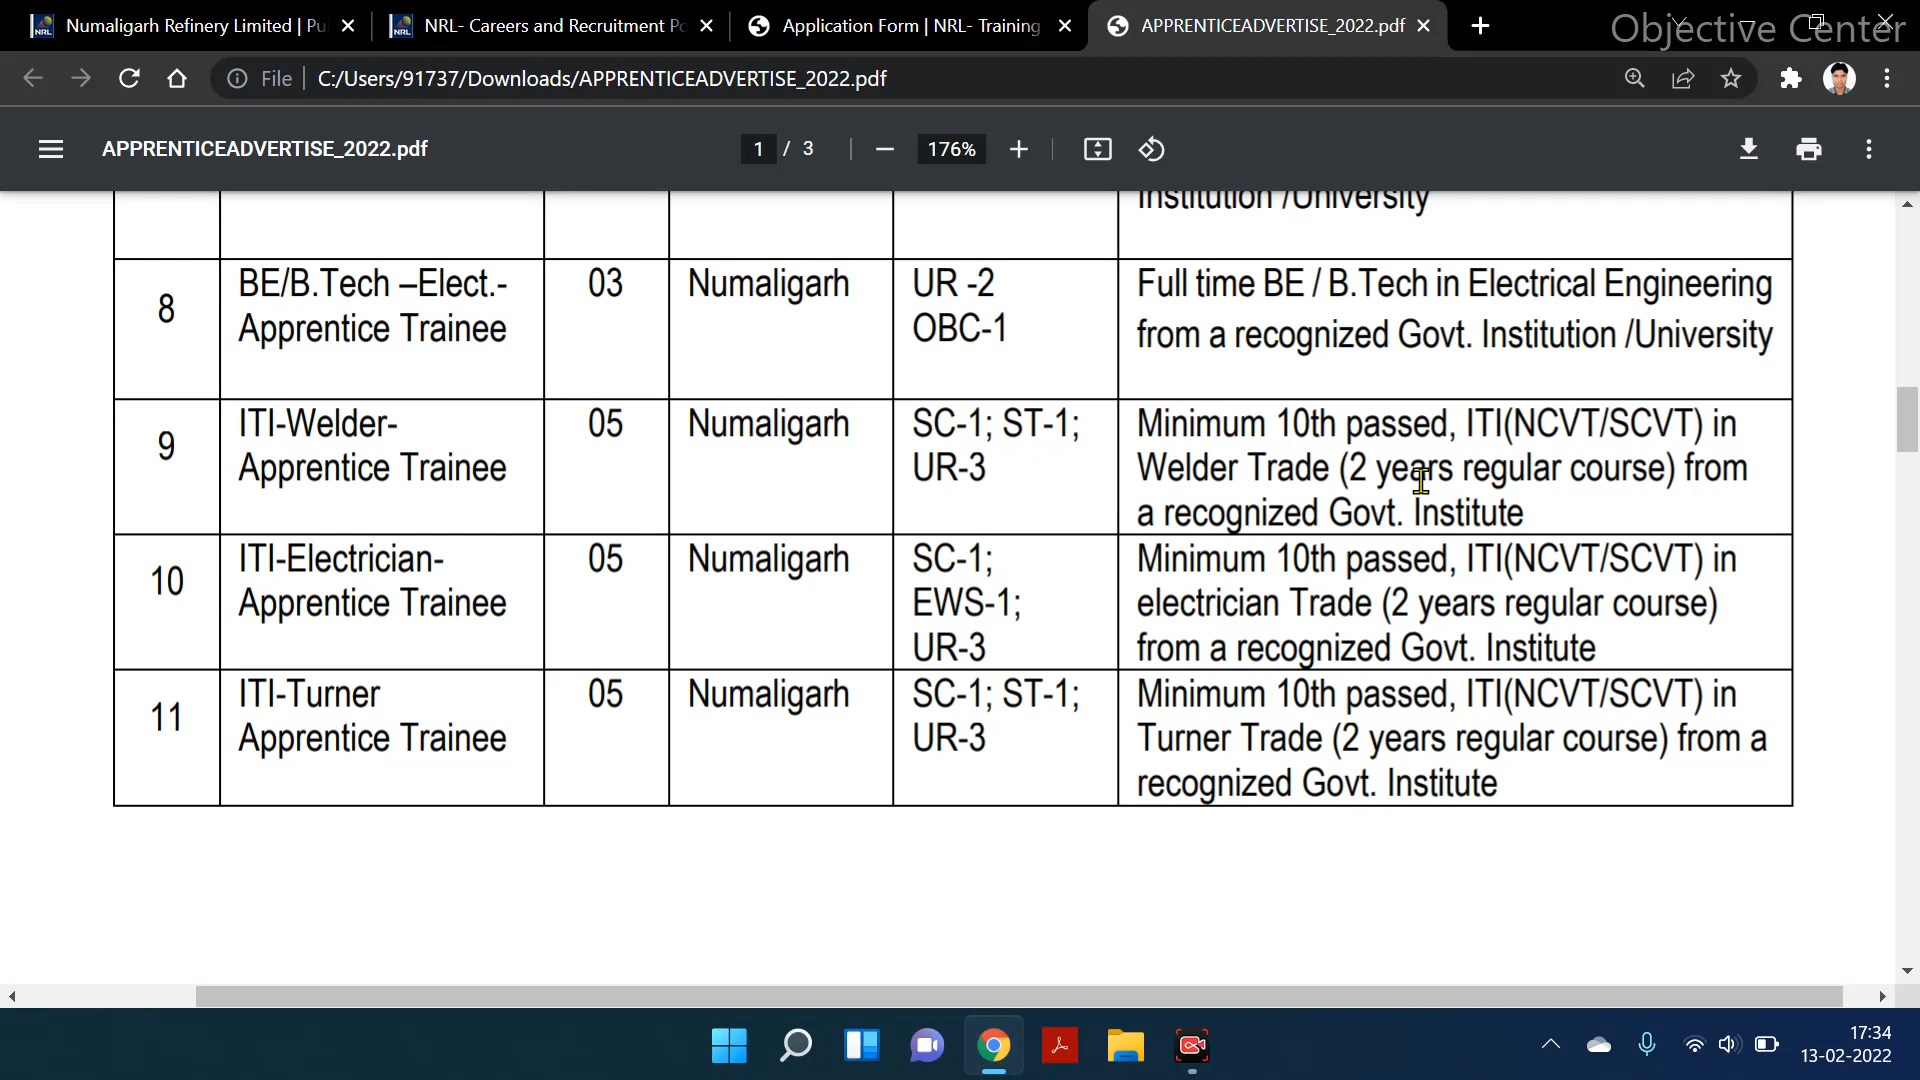 Numaligarh Refinery Limited | Pu
NRL- Careers and Recruitment Po
Application Form | NRL- Training
APPRENTICEADVERTISE_2022.pdf
Objective Center
File
C:/Users/91737/Downloads/APPRENTICEADVERTISE_2022.pdf
APPRENTICEADVERTISE_2022.pdf
1 / 3
176%
Institution /University
8
BE/B.Tech –Elect.-
Apprentice Trainee
03
Numaligarh
UR -2
OBC-1
Full time BE / B.Tech in Electrical Engineering
from a recognized Govt. Institution /University
9
ITI-Welder-
Apprentice Trainee
05
Numaligarh
SC-1; ST-1;
UR-3
Minimum 10th passed, ITI(NCVT/SCVT) in
Welder Trade (2 years regular course) from
a recognized Govt. Institute
10
ITI-Electrician-
Apprentice Trainee
05
Numaligarh
SC-1;
EWS-1;
UR-3
Minimum 10th passed, ITI(NCVT/SCVT) in
electrician Trade (2 years regular course)
from a recognized Govt. Institute
11
ITI-Turner
Apprentice Trainee
05
Numaligarh
SC-1; ST-1;
UR-3
Minimum 10th passed, ITI(NCVT/SCVT) in
Turner Trade (2 years regular course) from a
recognized Govt. Institute
17:34
13-02-2022